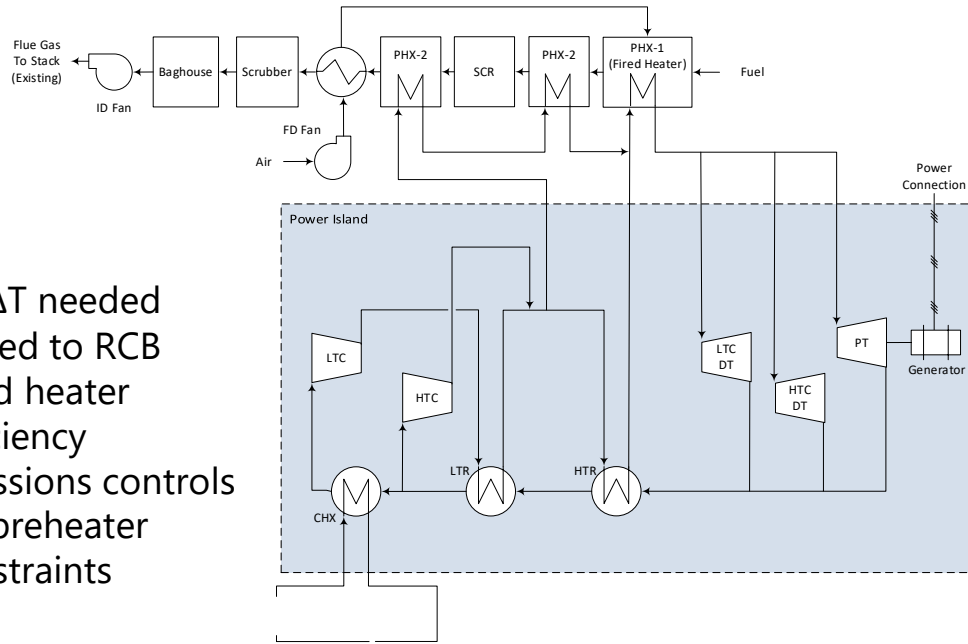 Flue Gas
To Stack
(Existing)
ID Fan
Baghouse
Scrubber
PHX-2
SCR
PHX-2
PHX-1
(Fired Heater)
Fuel
FD Fan
Air
Power
Connection
Power Island
LTC
HTC
LTC
DT
HTC
DT
PT
Generator
LTR
HTR
CHX
ΔT needed
ed to RCB
d heater
iency
ssions controls
preheater
straints